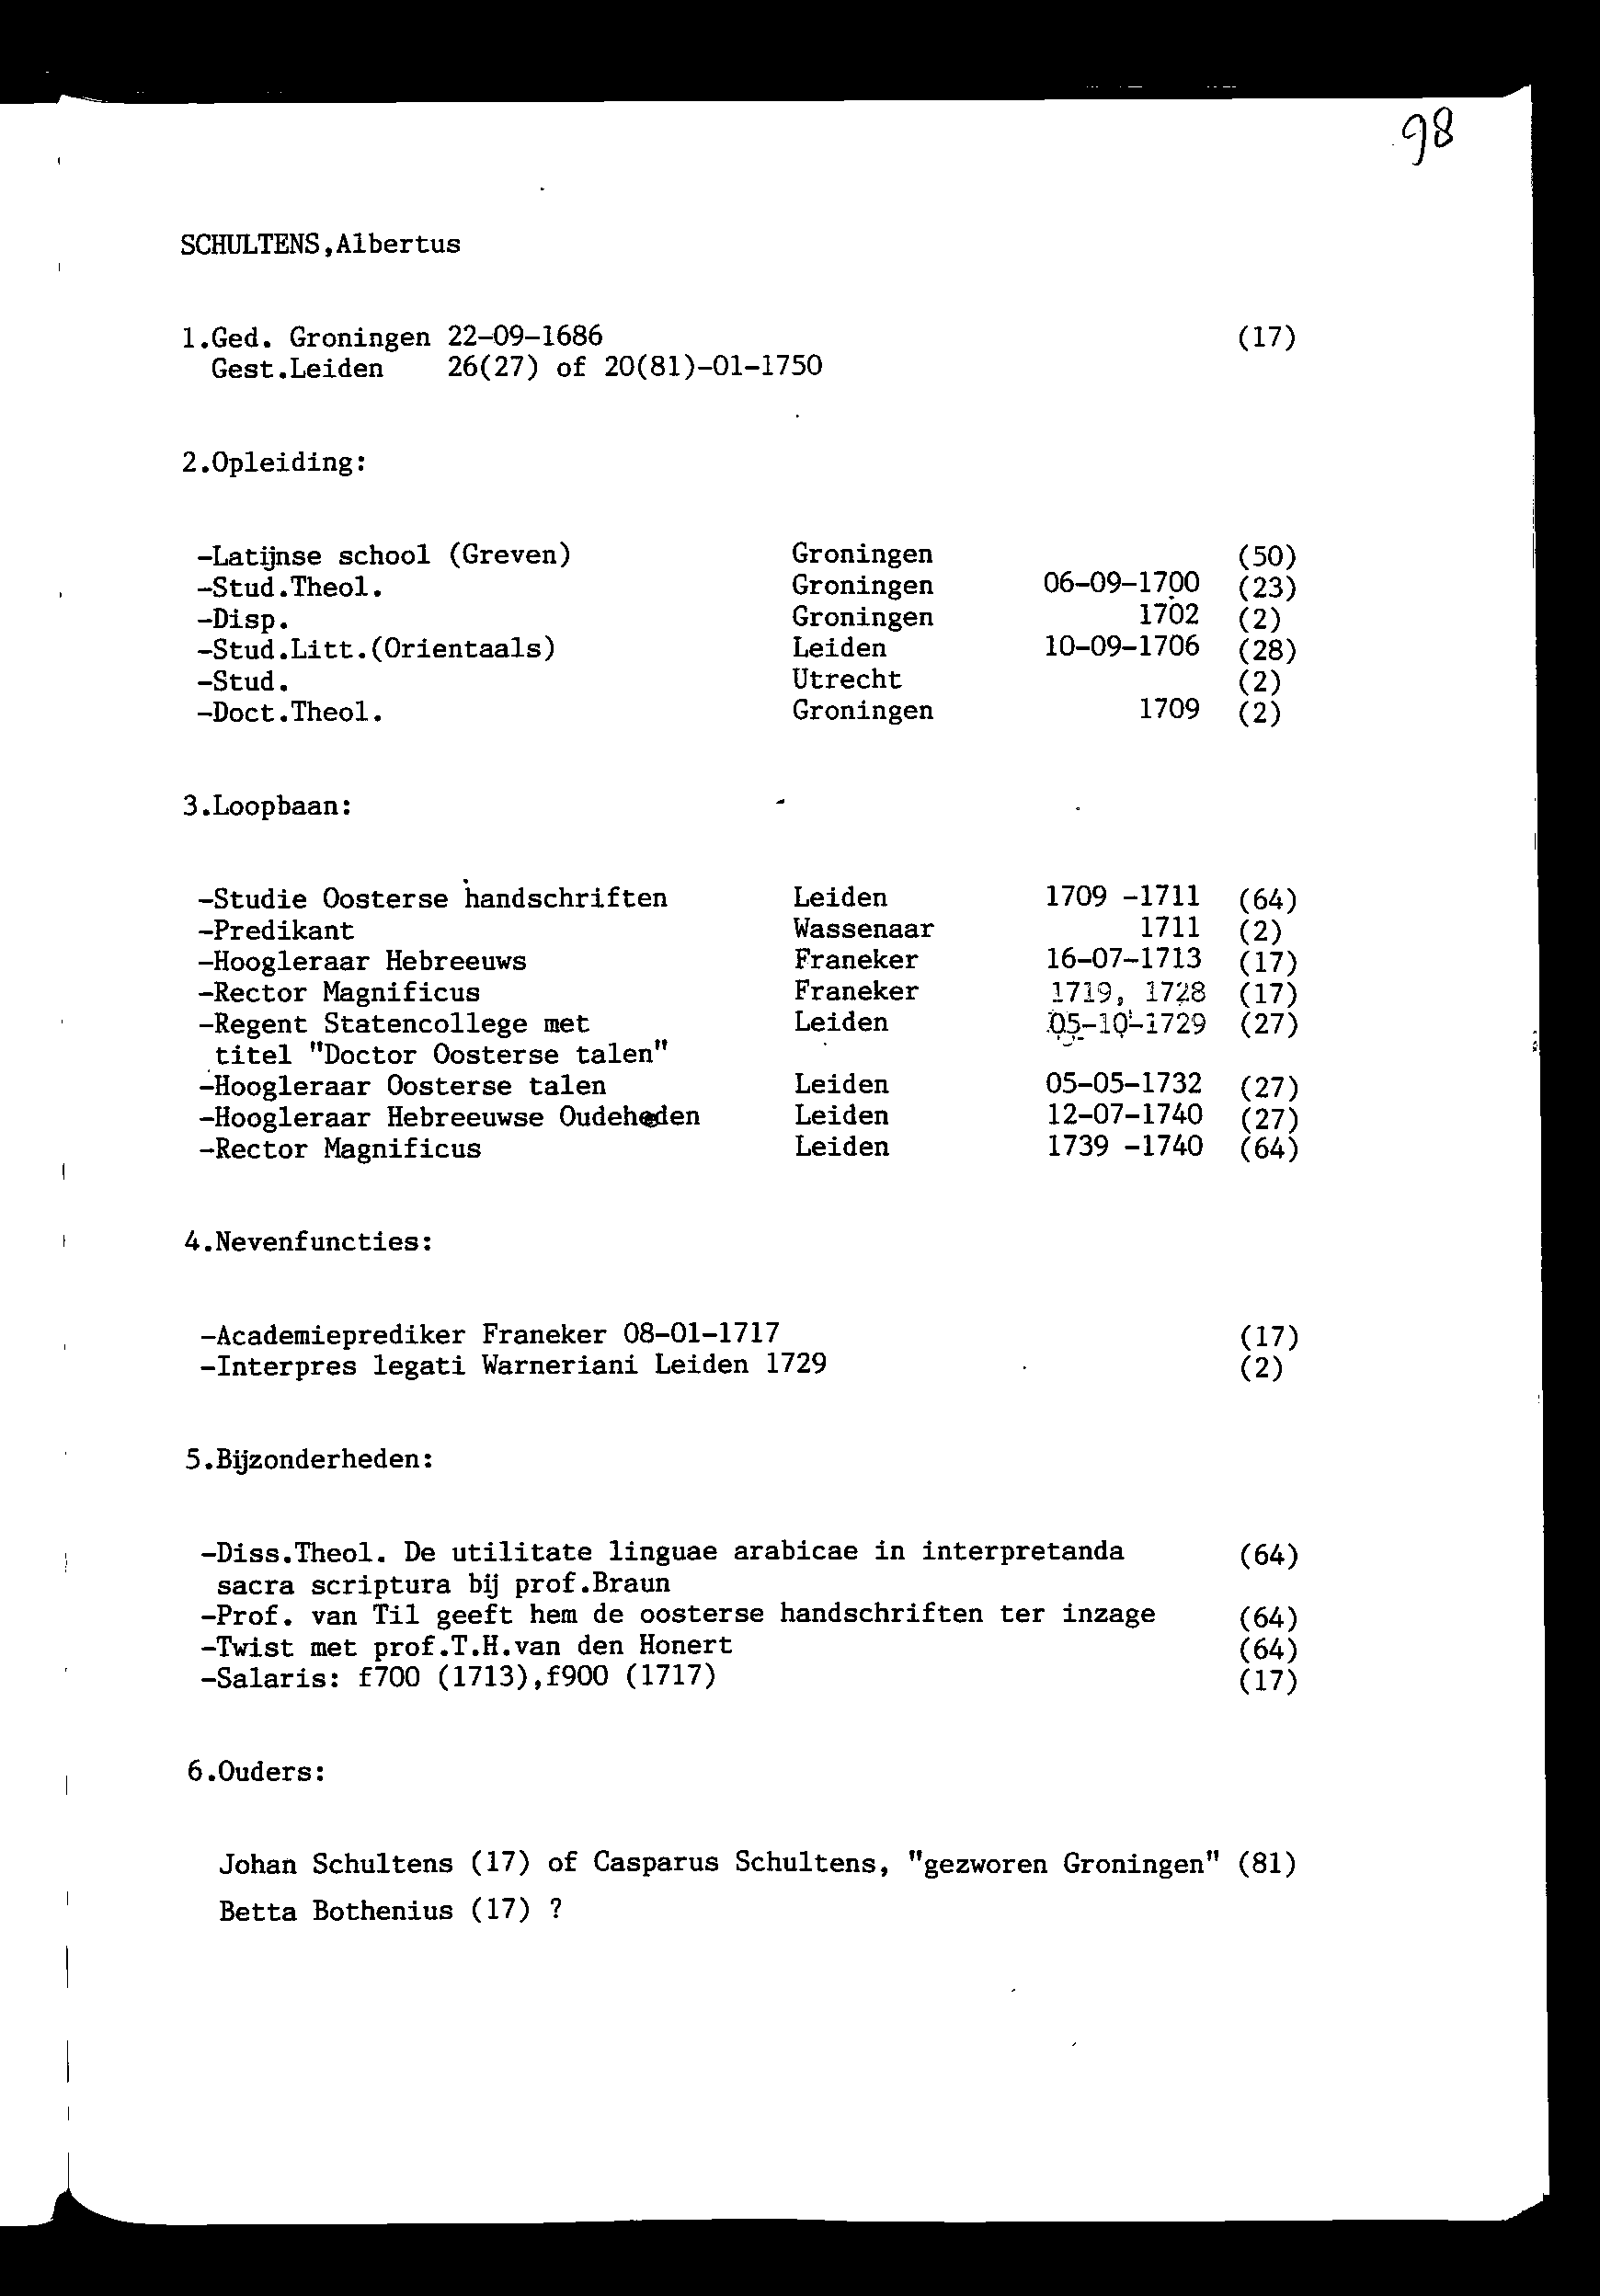 98
SCHULTENS,Albertus
1.Ged. Groningen 22-09-1686 (17)
Gest.Leiden 26(27) of 20(81)-01-1750
2.Opleiding:
-Latijnse school (Greven) Groningen (50)
-Stud.Theol. Groningen 06-09-1700 (23)
-Disp. Groningen 1702 (2)
-Stud.Litt.(Orientaals) Leiden 10-09-1706 (28)
-Stud. Utrecht (2)
-Doct.Theol. Groningen 1709 (2)
3.Loopbaan:
-Studie Oosterse handschriften Leiden 1709 -1711 (64)
-Predikant Wassenaar 1711 (2)
-Hoogleraar Hebreeuws Franeker 16-07-1713 (17)
-Rector Magnificus Franeker 1719, 1728 (17)
-Regent Statencollege met Leiden 05-10-1729 (27)
titel "Doctor Oosterse talen"
-Hoogleraar Oosterse talen Leiden 05-05-1732 (27)
-Hoogleraar Hebreeuwse Oudeheden Leiden 12-07-1740 (27)
-Rector Magnificus Leiden 1739 -1740 (64)
4.Nevenfuncties:
-Academieprediker Franeker 08-01-1717 (17)
-Interpres legati Warneriani Leiden 1729 (2)
5.Bijzonderheden:
-Diss.Theol. De utilitate linguae arabicae in interpretanda (64)
sacra scriptura bij prof.Braun
-Prof. van Til geeft hem de oosterse handschriften ter inzage (64)
-Twist met prof.T.H.van den Honert (64)
-Salaris: f700 (1713),f900 (1717) (17)
6.Ouders:
Johan Schultens (17) of Casparus Schultens, "gezworen Groningen" (81)
Betta Bothenius (17) ?